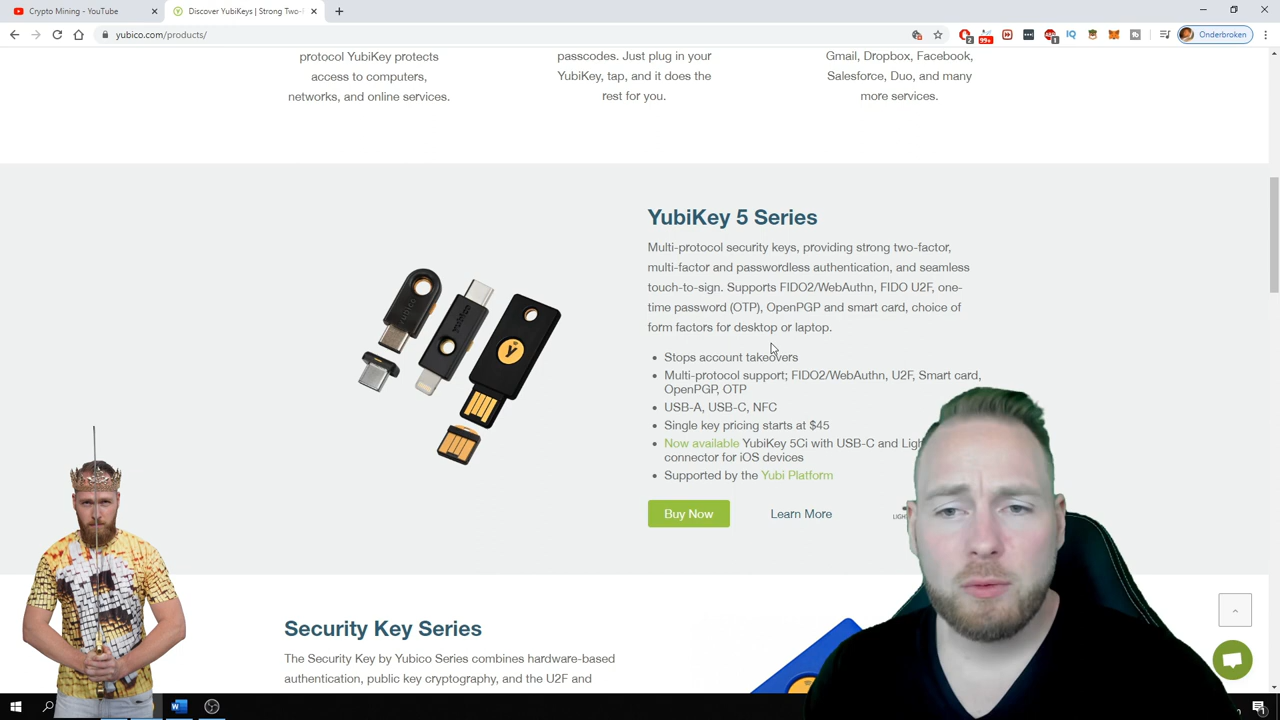 Crypto Mining - YouTube
Discover YubiKeys | Strong Two-
yubico.com/products/
2
99+
1
IQ
Onderbroken
protocol YubiKey protects
access to computers,
networks, and online services.
passcodes. Just plug in your
YubiKey, tap, and it does the
rest for you.
Gmail, Dropbox, Facebook,
Salesforce, Duo, and many
more services.
YubiKey 5 Series
Multi-protocol security keys, providing strong two-factor,
multi-factor and passwordless authentication, and seamless
touch-to-sign. Supports FIDO2/WebAuthn, FIDO U2F, one-
time password (OTP), OpenPGP and smart card, choice of
form factors for desktop or laptop.
yubico
yubico
y
• Stops account takeovers
• Multi-protocol support; FIDO2/WebAuthn, U2F, Smart card,
OpenPGP, OTP
• USB-A, USB-C, NFC
• Single key pricing starts at $45
• Now available YubiKey 5Ci with USB-C and
connector for iOS devices
• Supported by the Yubi Platform
Buy Now
Learn More
Security Key Series
The Security Key by Yubico Series combines hardware-based
authentication, public key cryptography, and the U2F and
W
1